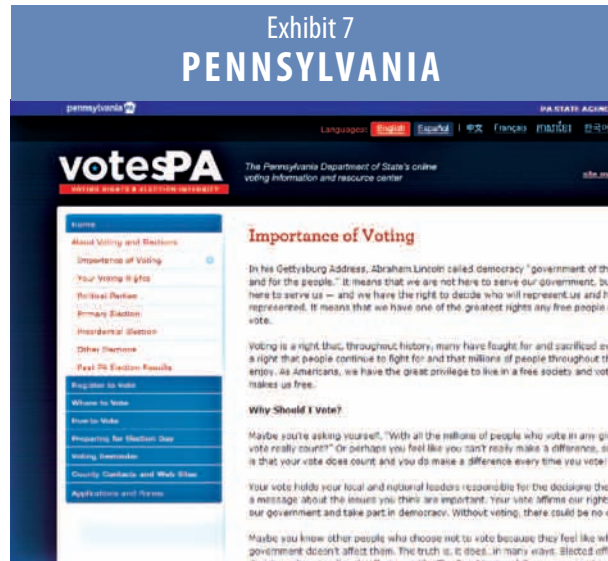 Exhibit 7
PENNSYLVANIA
pennsylvania PA
PA STATE AGENC
Languages: English Español | 中文 Français 한국어
votesPA
VOTING RIGHTS & ELECTION INTEGRITY
The Pennsylvania Department of State's online
voting information and resource center
site m
Home
About Voting and Elections
Importance of Voting
Your Voting Rights
Political Parties
Primary Election
Presidential Election
Other Elections
Past PA Election Results
Register to Vote
Where to Vote
How to Vote
Preparing for Election Day
Voting
County Contacts and Web Sites
Applications and Forms
Importance of Voting
In his Gettysburg Address, Abraham Lincoln called democracy "government of th
and for the people." It means that we are not here to serve our government, bu
here to serve us — and we have the right to decide who will represent us and h
represented. It means that we have one of the greatest rights any free people
vote.
Voting is a right that, throughout history, many have fought for and sacrificed ev
a right that people continue to fight for and that millions of people throughout th
enjoy. As Americans, we have the great privilege to live in a free society and vot
makes us free.
Why Should I Vote?
Maybe you're asking yourself, "With all the millions of people who vote in any gi
vote really count?" Or perhaps you feel like you can't really make a difference, s
is that your vote does count and you do make a difference every time you vote!
Your vote holds your local and national leaders responsible for the decisions the
a message about the issues you think are important. Your vote affirms our right
our government and take part in democracy. Without voting, there could be no
Maybe you know other people who choose not to vote because they feel like wh
government doesn't affect them. The truth is, it does...in many ways. Elected off